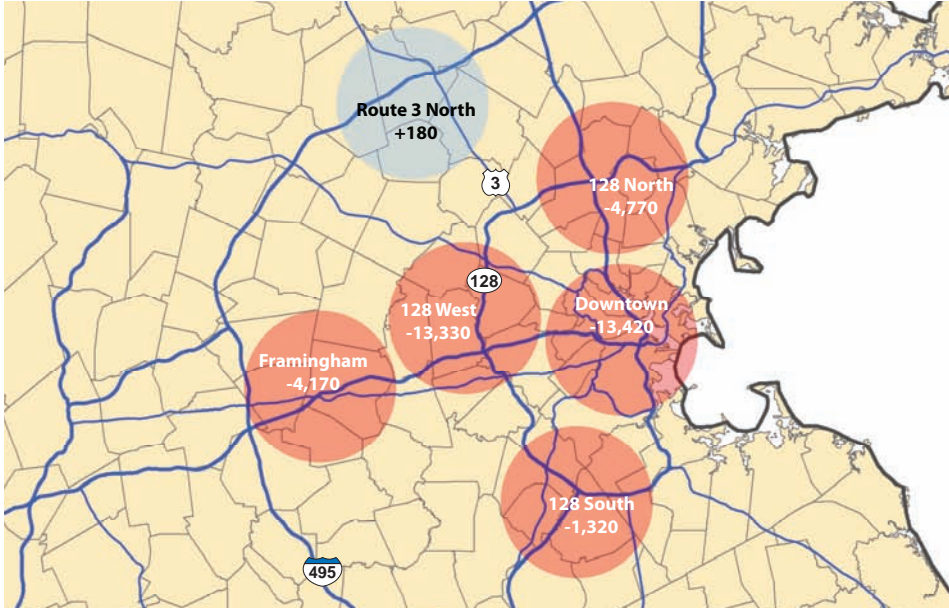 Route 3 North
+180
3
128 North
-4,770
128
128 West
-13,330
Downtown
-13,420
Framingham
-4,170
128 South
-1,320
495